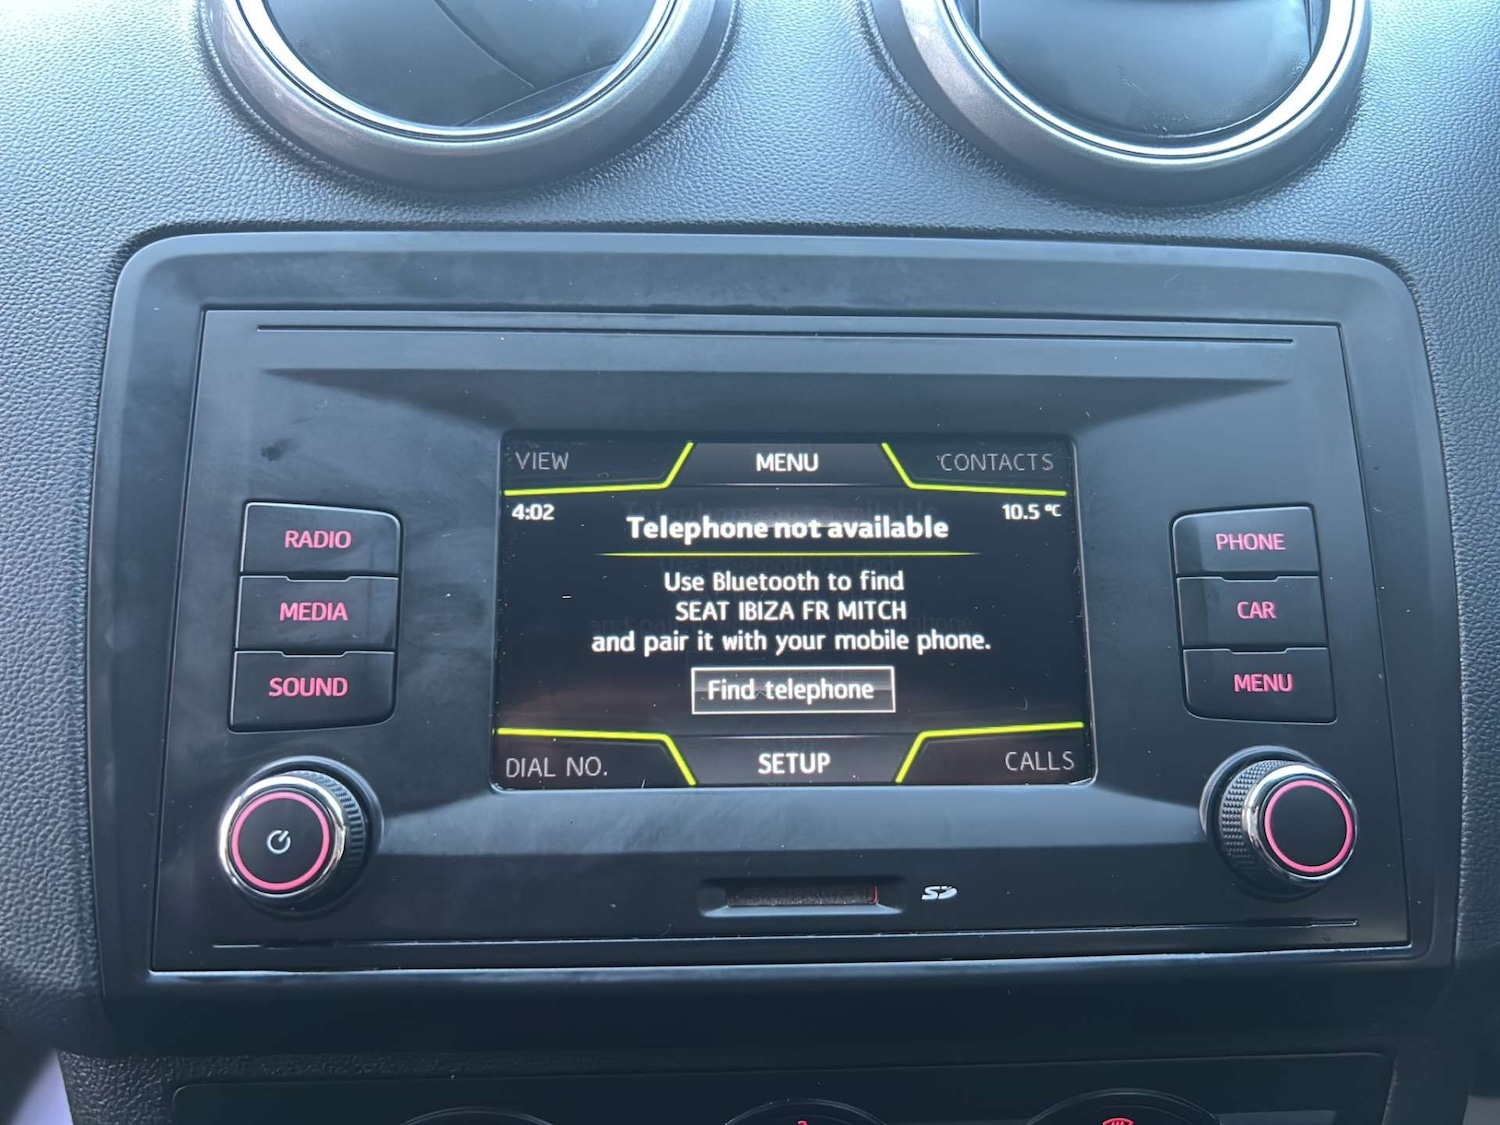 VIEW MENU CONTACTS
4:02 10.5 °C
Telephone not available
Use Bluetooth to find
SEAT IBIZA FR MITCH
and pair it with your mobile phone.
Find telephone
DIAL NO. SETUP CALLS
RADIO
MEDIA
SOUND
PHONE
CAR
MENU
SD